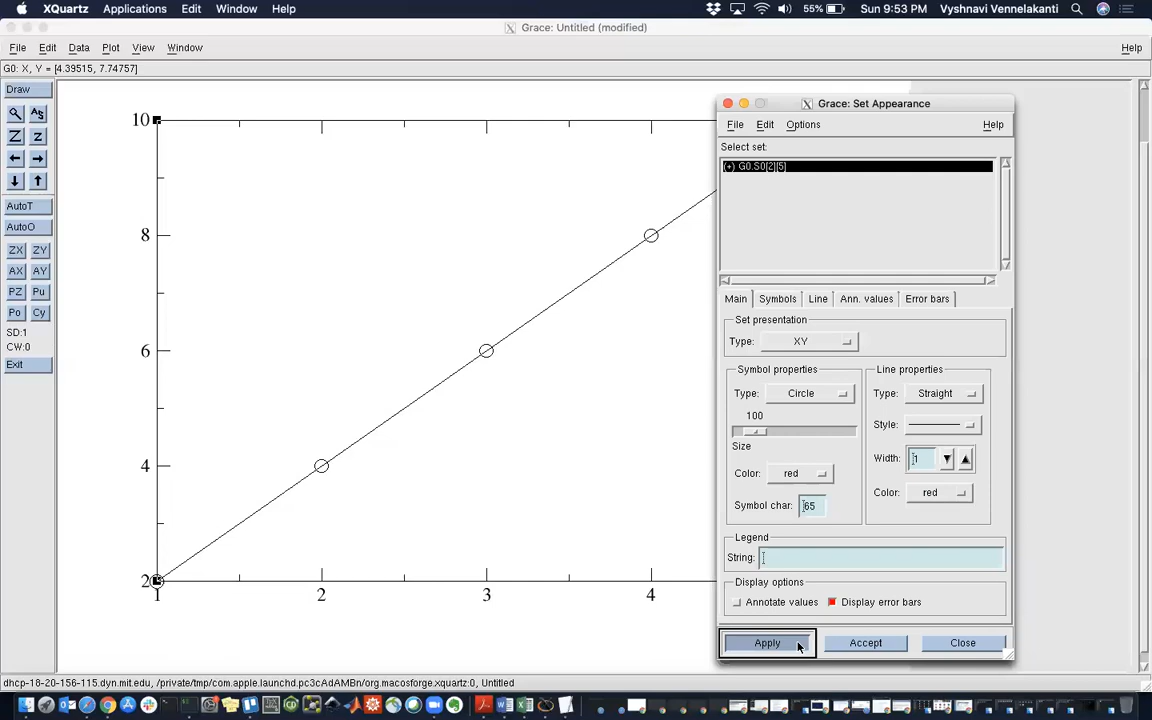 XQuartz Applications Edit Window Help 55% Sun 9:53 PM Vyshnavi Vennelakanti
Grace: Untitled (modified)
File Edit Data Plot View Window Help
G0: X, Y = [4.39515, 7.74757]
Draw
AS
Z z
AutoT
AutoO
ZX ZY
AX AY
PZ Pu
Po Cy
SD:1
CW:0
Exit
10
8
6
4
2
1 2 3 4
Grace: Set Appearance
File Edit Options Help
Select set:
(+) G0.S0[2][5]
Main Symbols Line Ann. values Error bars
Set presentation
Type: XY
Symbol properties Line properties
Type: Circle Type: Straight
100
Style:
Size
Width: 1
Color: red Color: red
Symbol char: 65
Legend
String:
Display options
Annotate values Display error bars
Apply Accept Close
dhcp-18-20-156-115.dyn.mit.edu, /private/tmp/com.apple.launchd.pc3cAdAMBn/org.macosforge.xquartz:0, Untitled